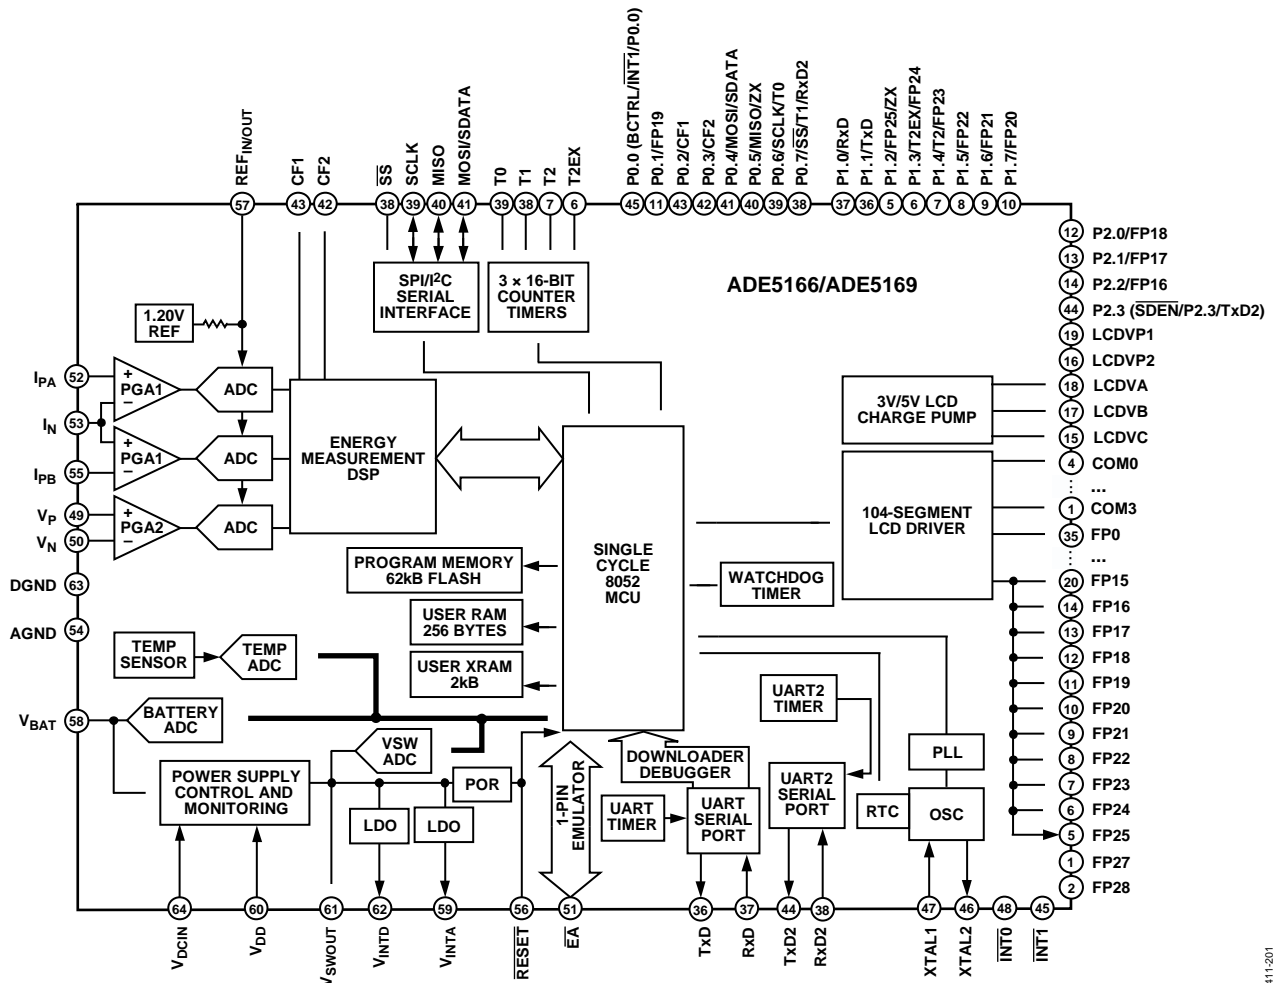 REFIN/OUT
CF1
CF2
SS
SCLK
MISO
MOSI/SDATA
T0
T1
T2
T2EX
P0.0 (BCTRL/INT1/P0.0)
P0.1/FP19
P0.2/CF1
P0.3/CF2
P0.4/MOSI/SDATA
P0.5/MISO/ZX
P0.6/SCLK/T0
P0.7/SS/T1/RxD2
P1.0/RxD
P1.1/TxD
P1.2/FP25/ZX
P1.3/T2EX/FP24
P1.4/T2/FP23
P1.5/FP22
P1.6/FP21
P1.7/FP20
57
43
42
38
39
40
41
39
38
7
6
45
11
43
42
41
40
39
38
37
36
5
6
7
8
9
10
12 P2.0/FP18
13 P2.1/FP17
14 P2.2/FP16
44 P2.3 (SDEN/P2.3/TxD2)
19 LCDVP1
16 LCDVP2
18 LCDVA
17 LCDVB
15 LCDVC
4 COM0
...
1 COM3
35 FP0
...
20 FP15
14 FP16
13 FP17
12 FP18
11 FP19
10 FP20
9 FP21
8 FP22
7 FP23
6 FP24
5 FP25
1 FP27
2 FP28
ADE5166/ADE5169
SPI/I2C
SERIAL
INTERFACE
3 × 16-BIT
COUNTER
TIMERS
1.20V
REF
IPA 52
IN 53
IPB 55
VP 49
VN 50
DGND 63
AGND 54
VBAT 58
+
PGA1
–
ADC
+
PGA1
–
ADC
+
PGA2
–
ADC
ENERGY
MEASUREMENT
DSP
3V/5V LCD
CHARGE PUMP
104-SEGMENT
LCD DRIVER
SINGLE
CYCLE
8052
MCU
PROGRAM MEMORY
62kB FLASH
USER RAM
256 BYTES
USER XRAM
2kB
WATCHDOG
TIMER
TEMP
SENSOR
TEMP
ADC
BATTERY
ADC
VSW
ADC
POWER SUPPLY
CONTROL AND
MONITORING
POR
LDO
LDO
1-PIN
EMULATOR
DOWNLOADER
DEBUGGER
UART
TIMER
UART
SERIAL
PORT
UART2
TIMER
UART2
SERIAL
PORT
PLL
RTC
OSC
64
60
61
62
59
56
51
36
37
44
38
47
46
48
45
VDCIN
VDD
VSWOUT
VINTD
VINTA
RESET
EA
TxD
RxD
TxD2
RxD2
XTAL1
XTAL2
INT0
INT1
411-201